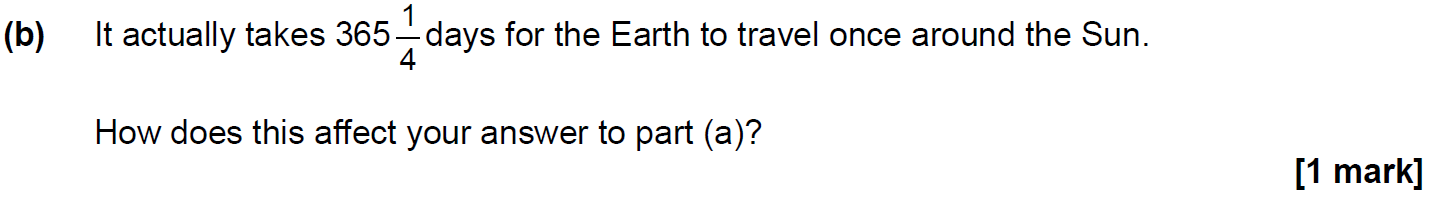 (b) It actually takes 365 1/4 days for the Earth to travel once around the Sun.
How does this affect your answer to part (a)?
[1 mark]